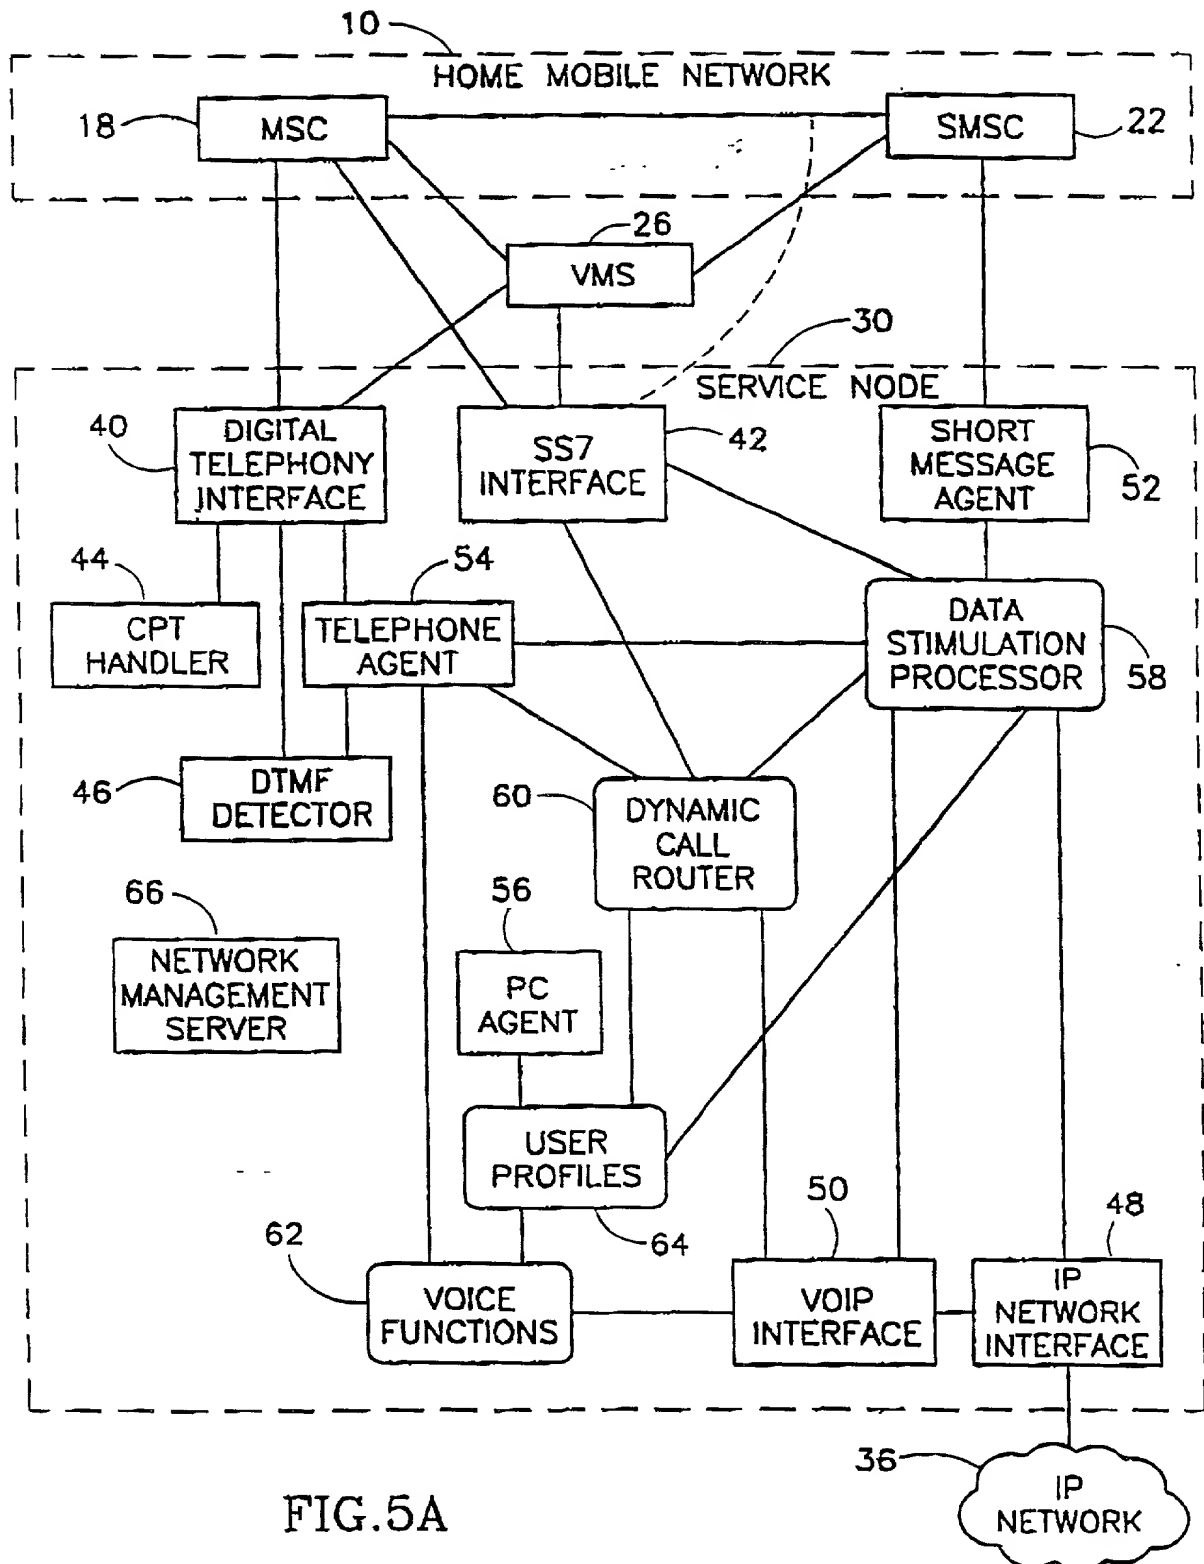 10
HOME MOBILE NETWORK
18
MSC
SMSC
22
26
VMS
30
SERVICE NODE
40
DIGITAL
TELEPHONY
INTERFACE
SS7
INTERFACE
42
SHORT
MESSAGE
AGENT
52
44
CPT
HANDLER
54
TELEPHONE
AGENT
DATA
STIMULATION
PROCESSOR
58
46
DTMF
DETECTOR
60
DYNAMIC
CALL
ROUTER
66
NETWORK
MANAGEMENT
SERVER
56
PC
AGENT
USER
PROFILES
64
62
VOICE
FUNCTIONS
50
VOIP
INTERFACE
48
IP
NETWORK
INTERFACE
36
IP
NETWORK
FIG.5A